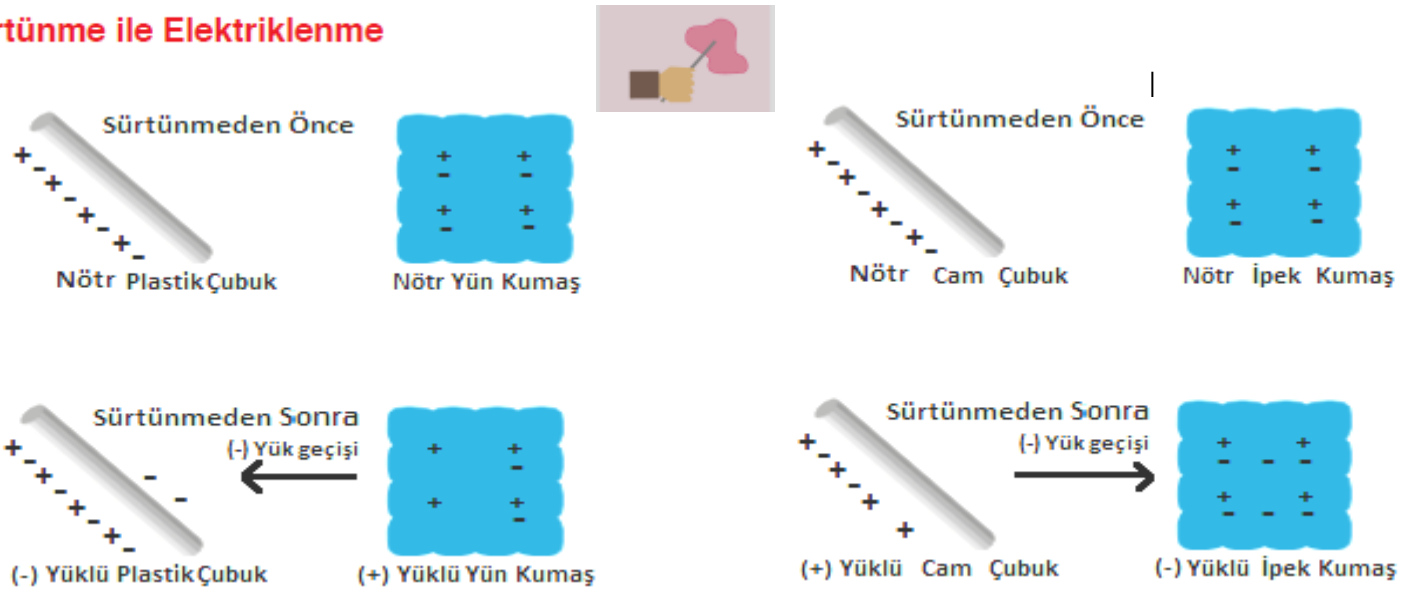 rtünme ile Elektriklenme
Sürtünmeden Önce
+ - + - + - + -
+ +
- -
+ +
- -
Nötr Plastik Çubuk
Nötr Yün Kumaş
Sürtünmeden Önce
+ - + - + - + -
+ +
- -
+ +
- -
Nötr Cam Çubuk
Nötr İpek Kumaş
Sürtünmeden Sonra
(-) Yük geçişi
+ - + - + - + - - -
+ +
-
+ +
-
(-) Yüklü Plastik Çubuk
(+) Yüklü Yün Kumaş
Sürtünmeden Sonra
(-) Yük geçişi
+ - + - + +
+ +
- - -
+ +
- - -
(+) Yüklü Cam Çubuk
(-) Yüklü İpek Kumaş